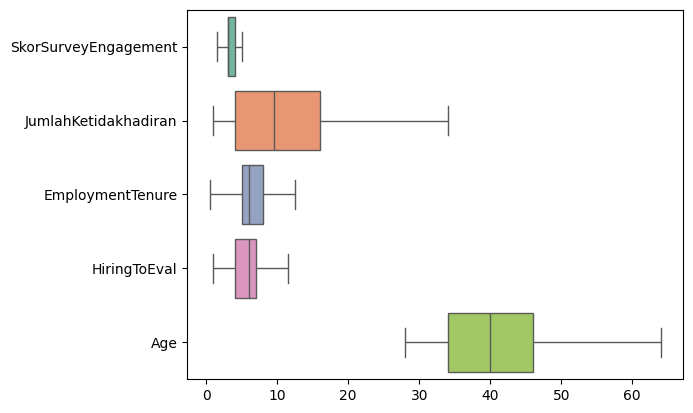 SkorSurveyEngagement
JumlahKetidakhadiran
EmploymentTenure
HiringToEval
Age
0 10 20 30 40 50 60